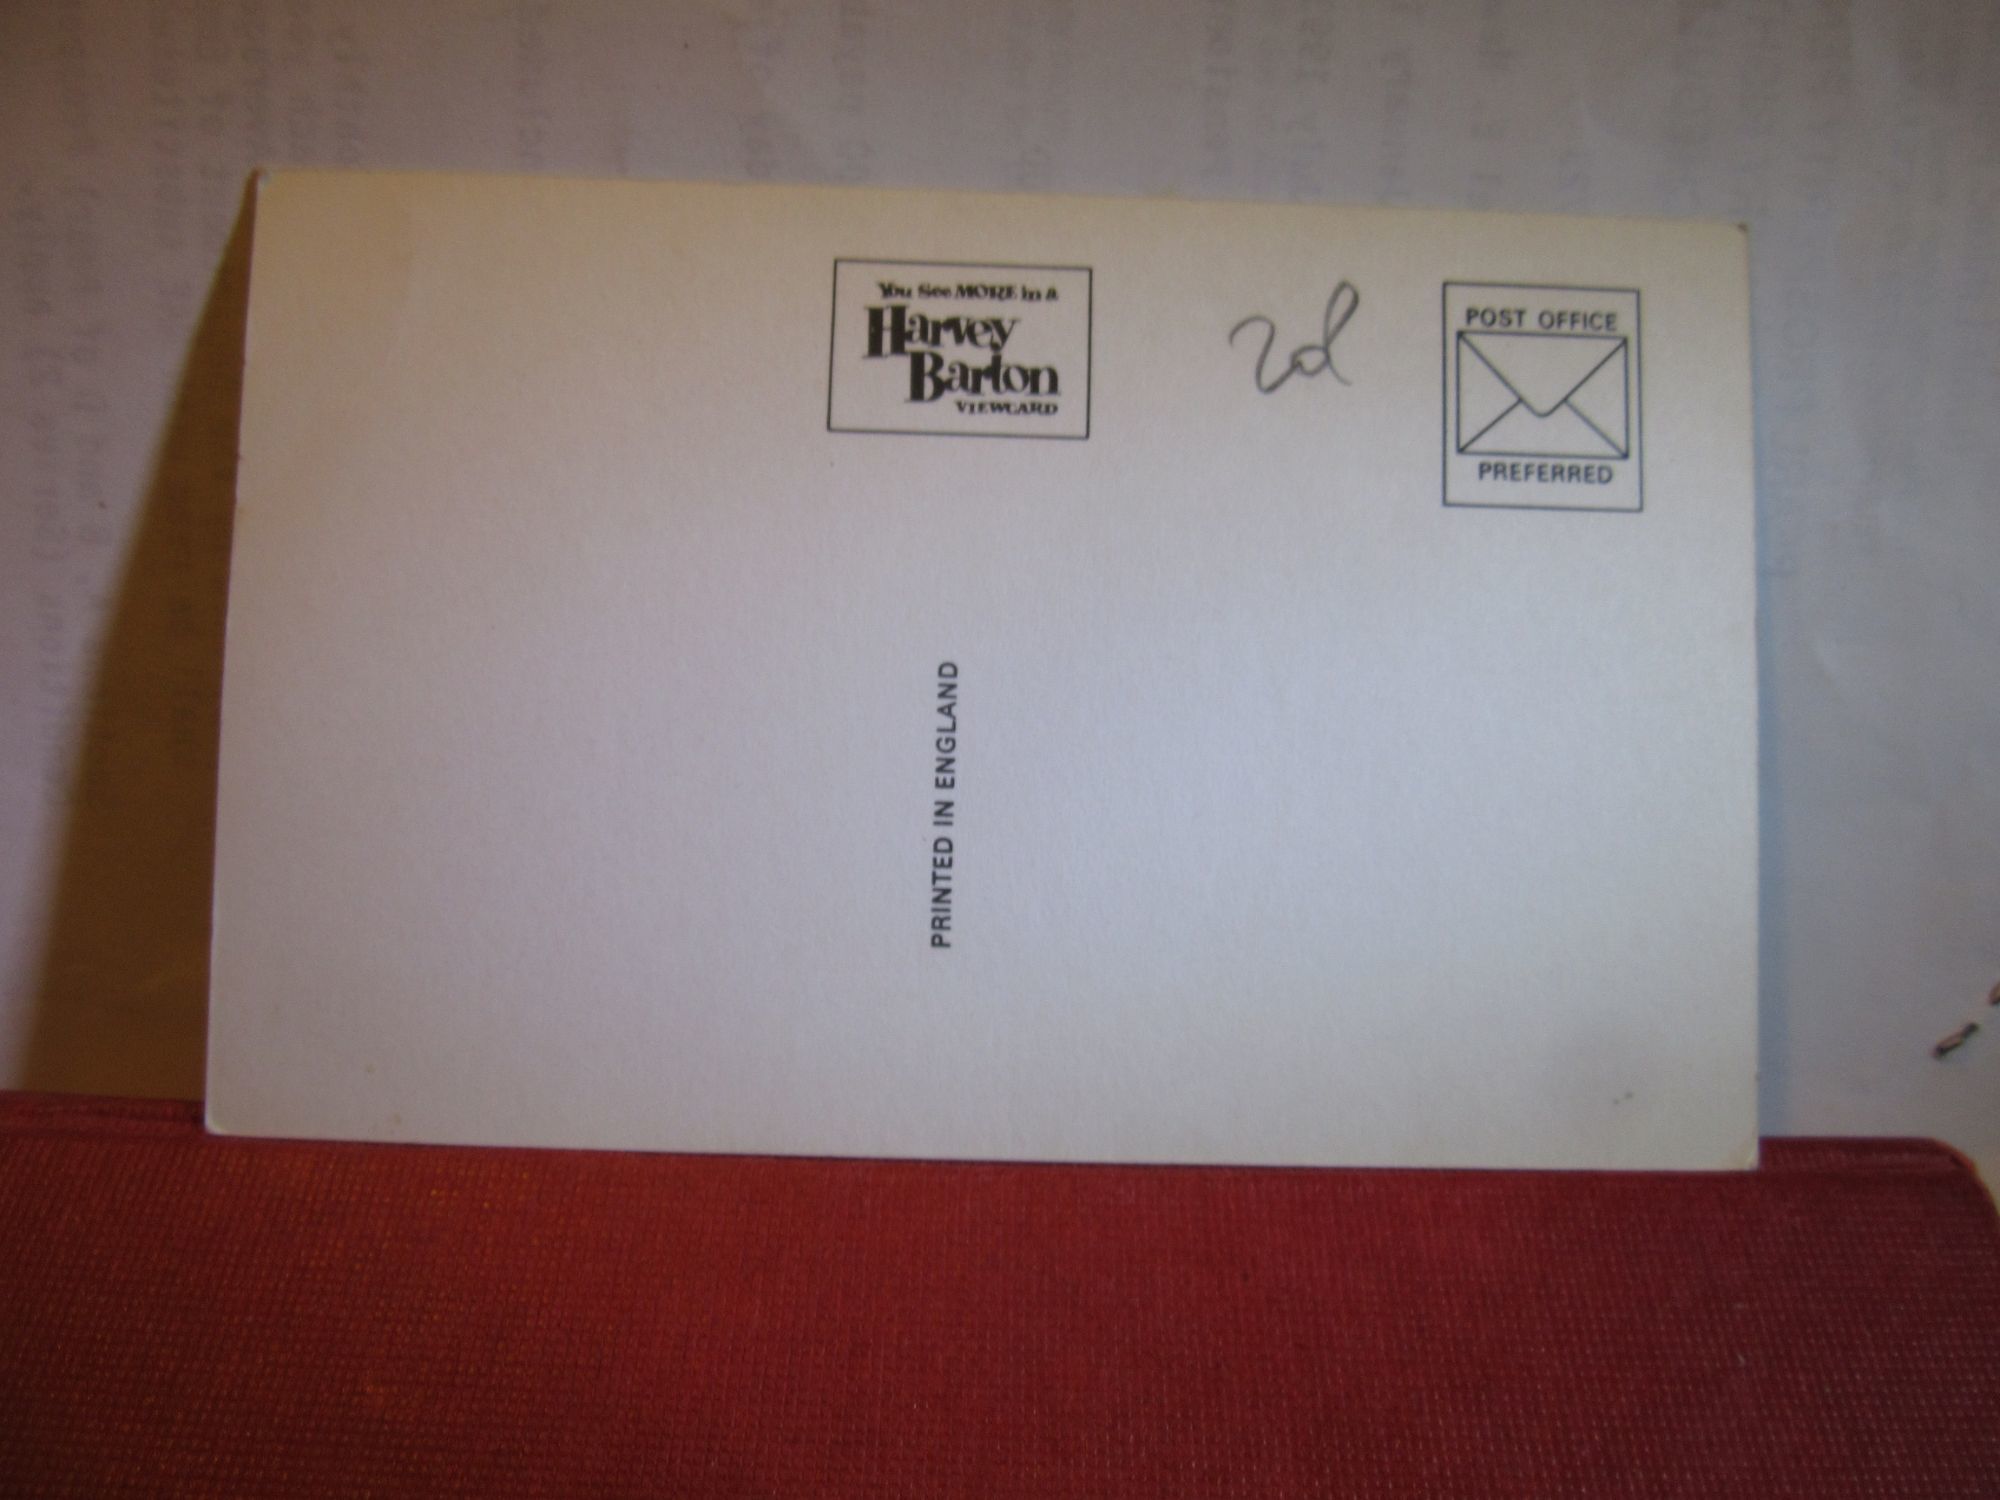 You See MORE in a
Harvey
Barton
VIEWCARD
2d
POST OFFICE
PREFERRED
PRINTED IN ENGLAND